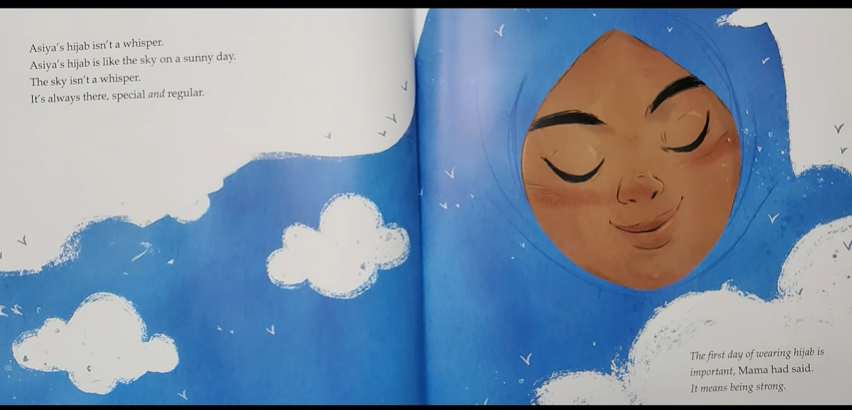 Asiya's hijab isn't a whisper.
Asiya's hijab is like the sky on a sunny day.
The sky isn't a whisper.
It's always there, special and regular.
The first day of wearing hijab is
important, Mama had said.
It means being strong.